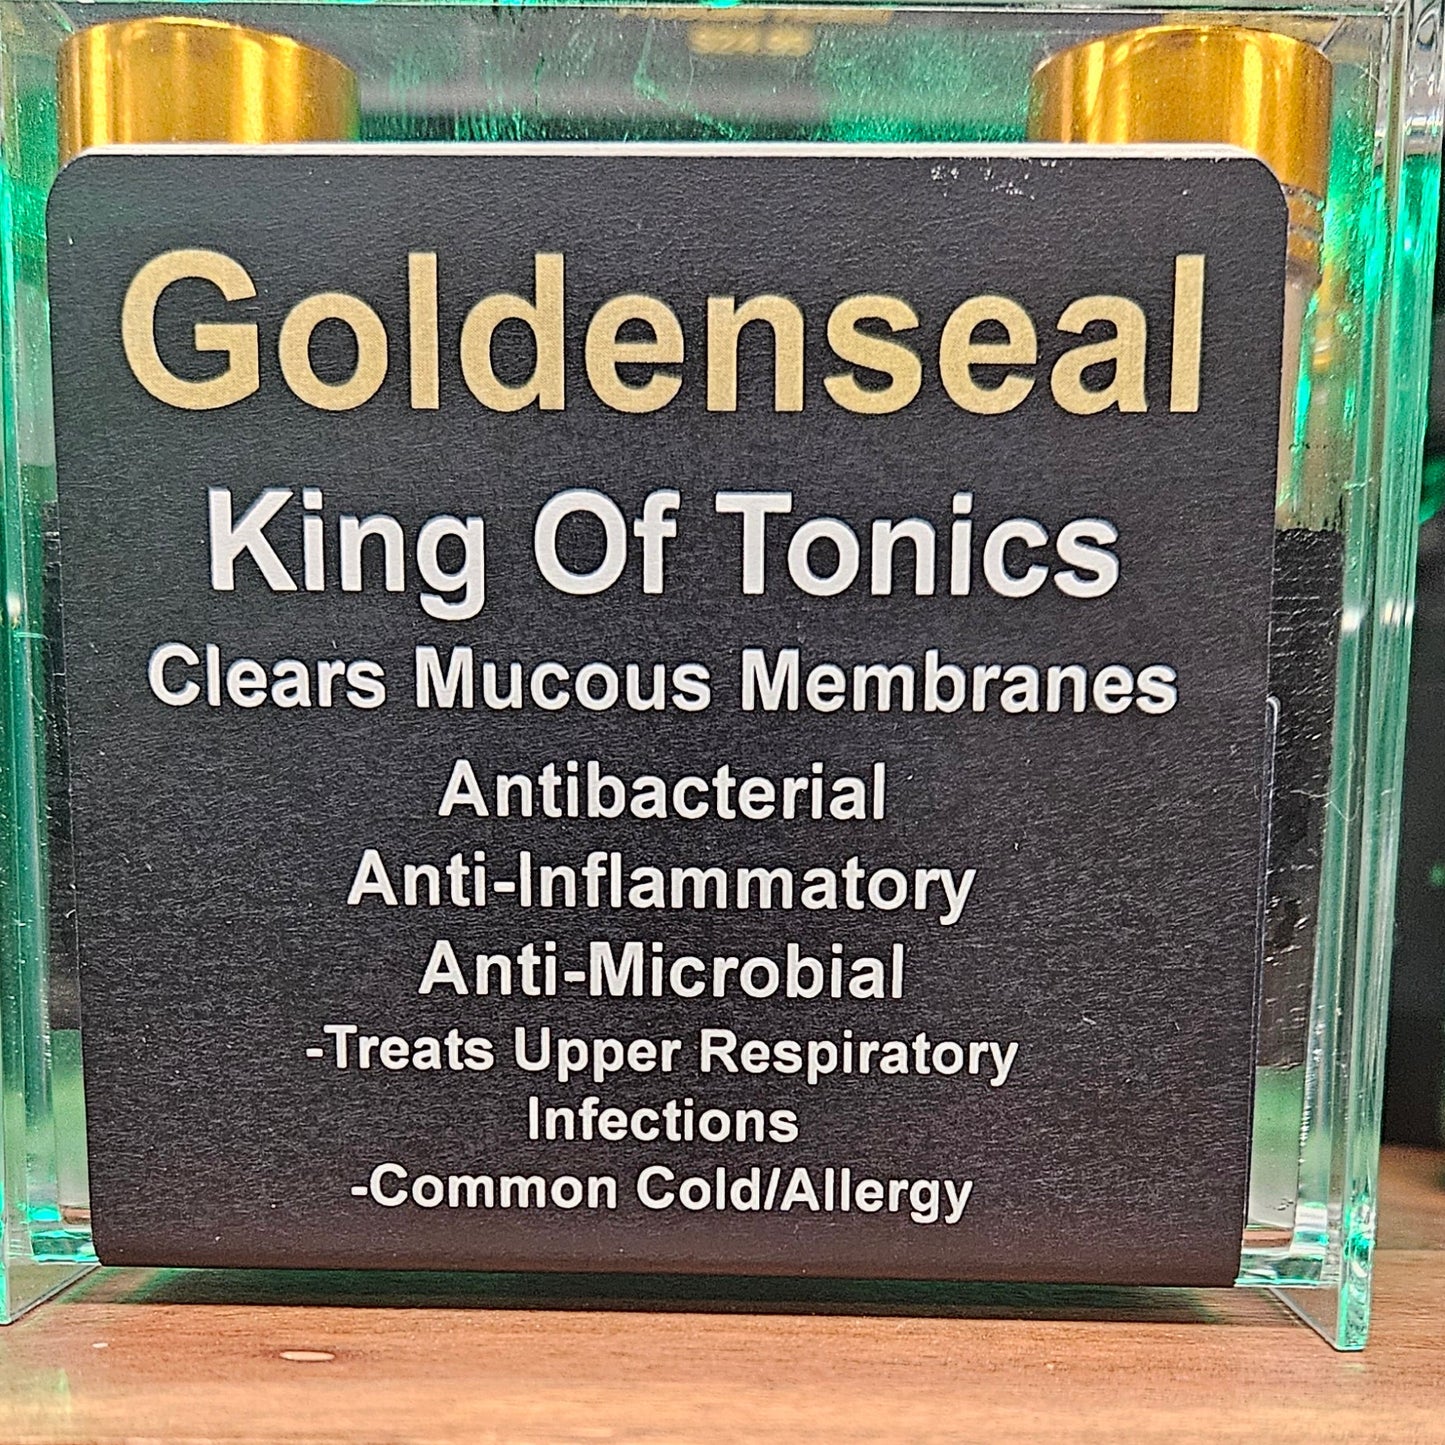 Goldenseal
King Of Tonics
Clears Mucous Membranes
Antibacterial
Anti-Inflammatory
Anti-Microbial
-Treats Upper Respiratory
Infections
-Common Cold/Allergy